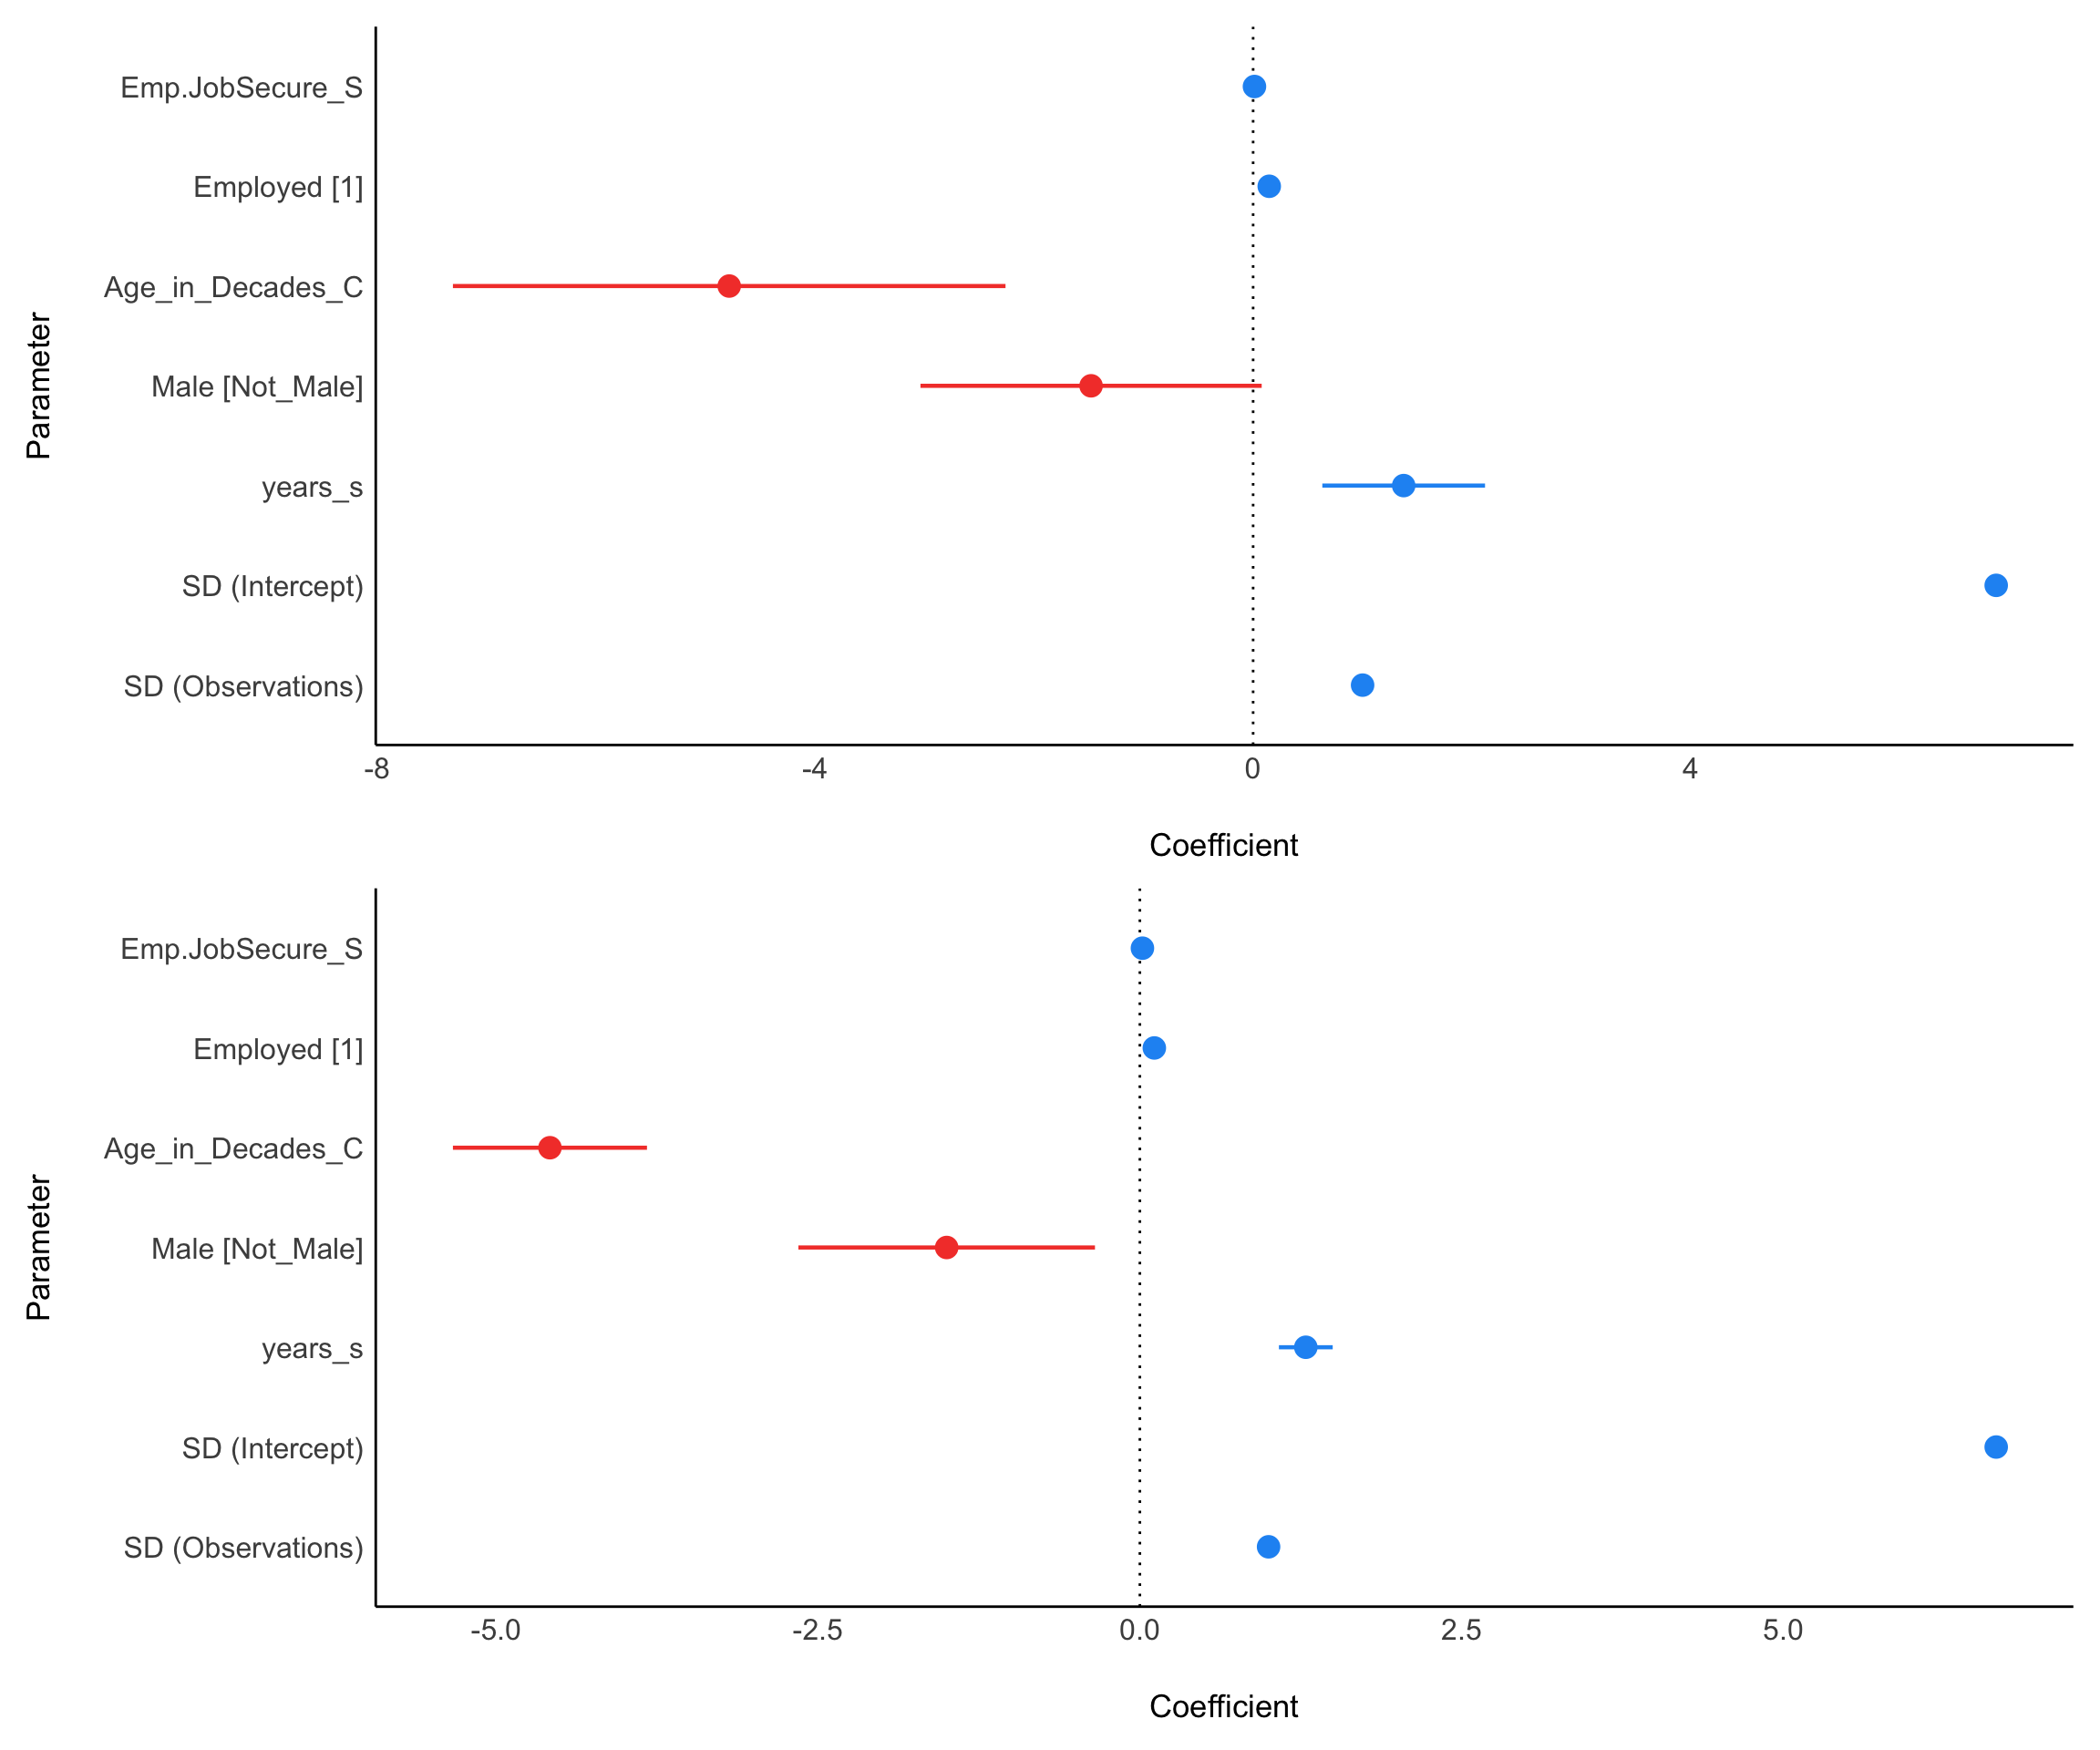 Emp.JobSecure_S
Employed [1]
Age_in_Decades_C
Male [Not_Male]
years_s
SD (Intercept)
SD (Observations)
Parameter
-8 -4 0 4
Coefficient
Emp.JobSecure_S
Employed [1]
Age_in_Decades_C
Male [Not_Male]
years_s
SD (Intercept)
SD (Observations)
Parameter
-5.0 -2.5 0.0 2.5 5.0
Coefficient